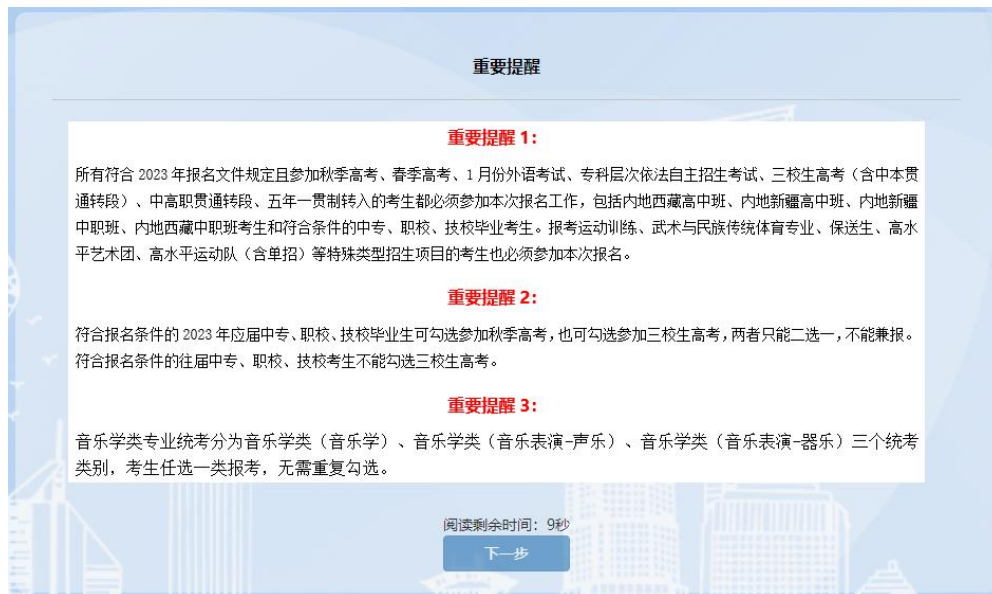 重要提醒
重要提醒 1：
所有符合 2023 年报名文件规定且参加秋季高考、春季高考、1 月份外语考试、专科层次依法自主招生考试、三校生高考（含中本贯
通转段）、中高职贯通转段、五年一贯制转入的考生都必须参加本次报名工作，包括内地西藏高中班、内地新疆高中班、内地新疆
中职班、内地西藏中职班考生和符合条件的中专、职校、技校毕业考生。报考运动训练、武术与民族传统体育专业、保送生、高水
平艺术团、高水平运动队（含单招）等特殊类型招生项目的考生也必须参加本次报名。
重要提醒 2：
符合报名条件的 2023 年应届中专、职校、技校毕业生可勾选参加秋季高考，也可勾选参加三校生高考，两者只能二选一，不能兼报。
符合报名条件的往届中专、职校、技校考生不能勾选三校生高考。
重要提醒 3：
音乐学类专业统考分为音乐学类（音乐学）、音乐学类（音乐表演-声乐）、音乐学类（音乐表演-器乐）三个统考
类别，考生任选一类报考，无需重复勾选。
阅读剩余时间：9秒
下一步